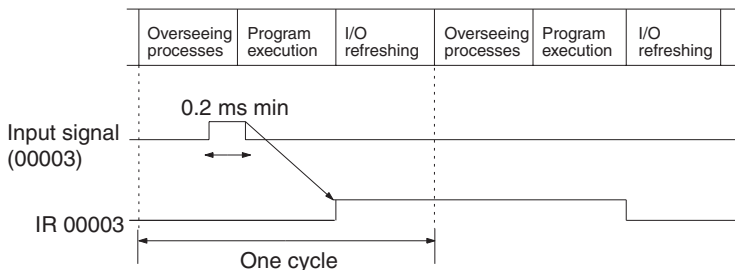 Overseeing processes
Program execution
I/O refreshing
Overseeing processes
Program execution
I/O refreshing
0.2 ms min
Input signal
(00003)
IR 00003
One cycle